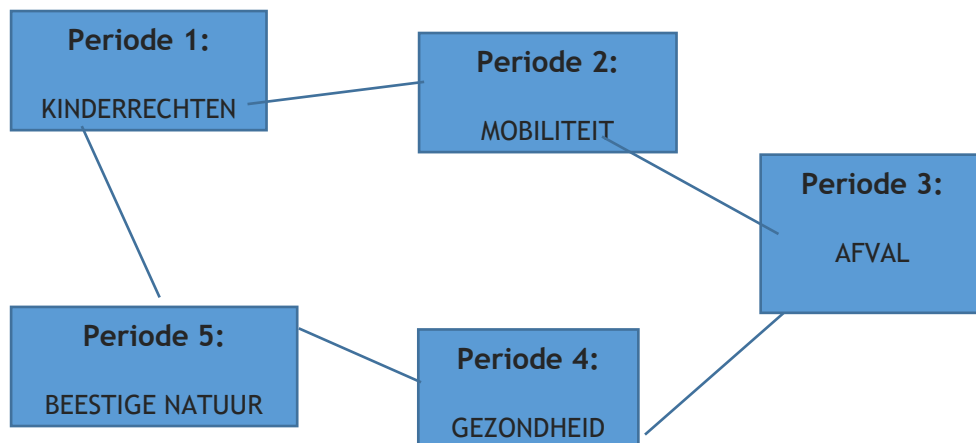 Periode 1:
KINDERRECHTEN
Periode 2:
MOBILITEIT
Periode 3:
AFVAL
Periode 4:
GEZONDHEID
Periode 5:
BEESTIGE NATUUR